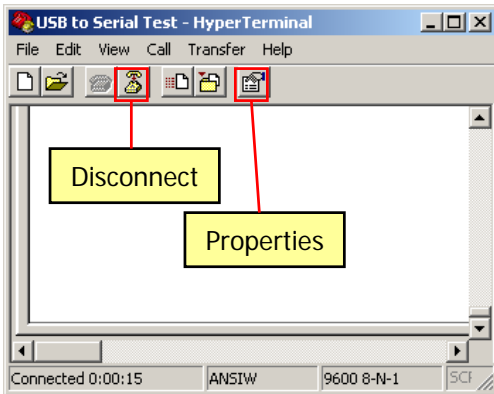 USB to Serial Test - HyperTerminal
File Edit View Call Transfer Help
Disconnect
Properties
Connected 0:00:15 ANSIW 9600 8-N-1